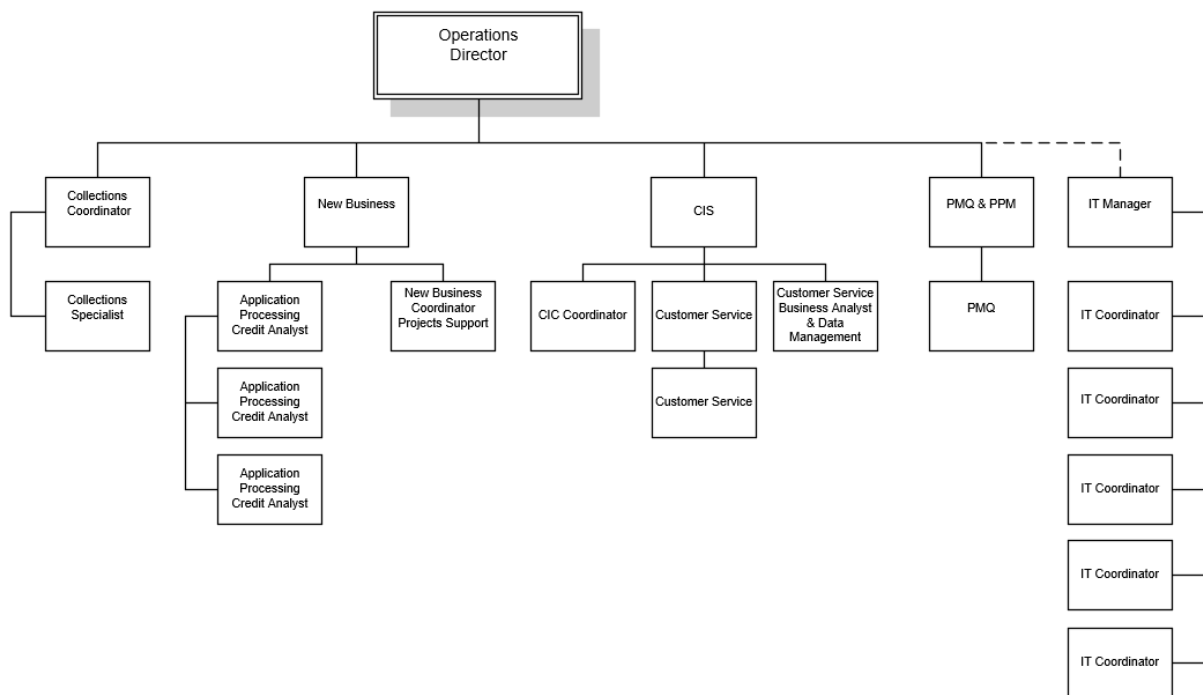 Operations
Director
Collections
Coordinator
New Business
CIS
PMQ & PPM
IT Manager
Collections
Specialist
Application
Processing
Credit Analyst
New Business
Coordinator
Projects Support
CIC Coordinator
Customer Service
Customer Service
Business Analyst
& Data
Management
PMQ
IT Coordinator
Application
Processing
Credit Analyst
Customer Service
IT Coordinator
Application
Processing
Credit Analyst
IT Coordinator
IT Coordinator
IT Coordinator